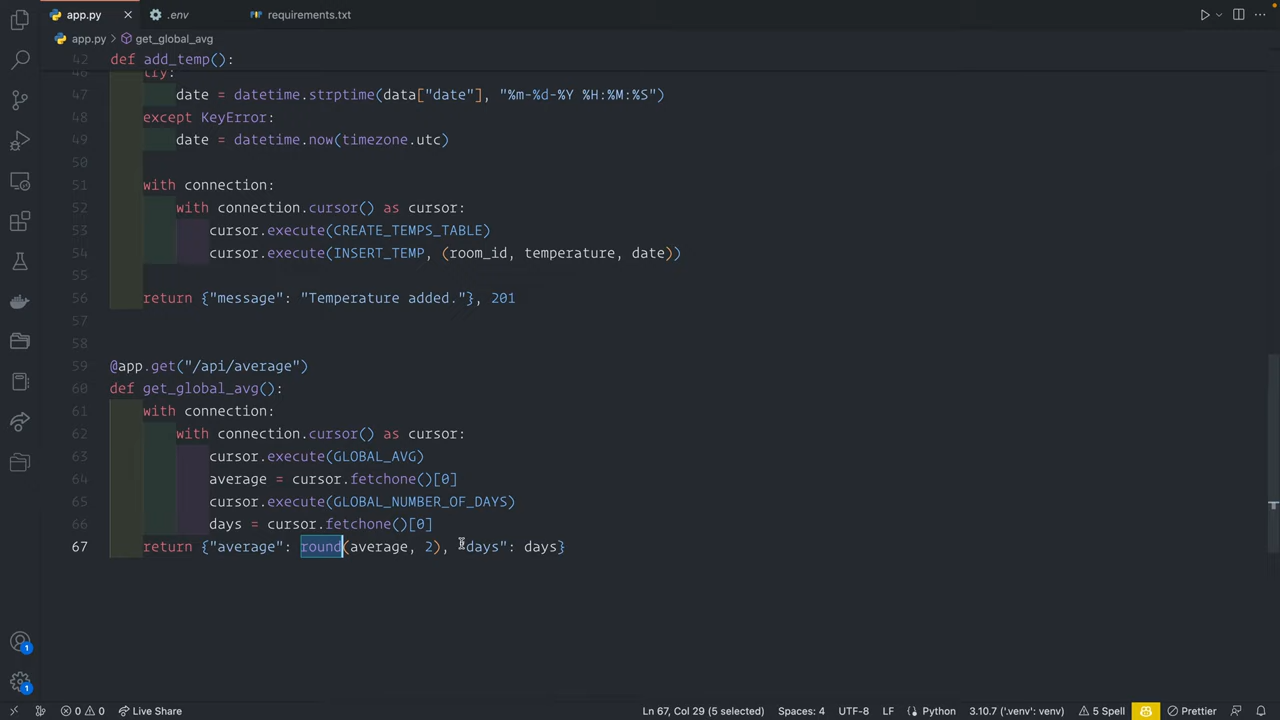 app.py
.env
requirements.txt
app.py > get_global_avg
42 def add_temp():
46 try:
47 date = datetime.strptime(data["date"], "%m-%d-%Y %H:%M:%S")
48 except KeyError:
49 date = datetime.now(timezone.utc)
50
51 with connection:
52 with connection.cursor() as cursor:
53 cursor.execute(CREATE_TEMPS_TABLE)
54 cursor.execute(INSERT_TEMP, (room_id, temperature, date))
55
56 return {"message": "Temperature added."}, 201
57
58
59 @app.get("/api/average")
60 def get_global_avg():
61 with connection:
62 with connection.cursor() as cursor:
63 cursor.execute(GLOBAL_AVG)
64 average = cursor.fetchone()[0]
65 cursor.execute(GLOBAL_NUMBER_OF_DAYS)
66 days = cursor.fetchone()[0]
67 return {"average": round(average, 2), "days": days}
1
1
0 0 Live Share Ln 67, Col 29 (5 selected) Spaces: 4 UTF-8 LF Python 3.10.7 ('.venv': venv) 5 Spell Prettier